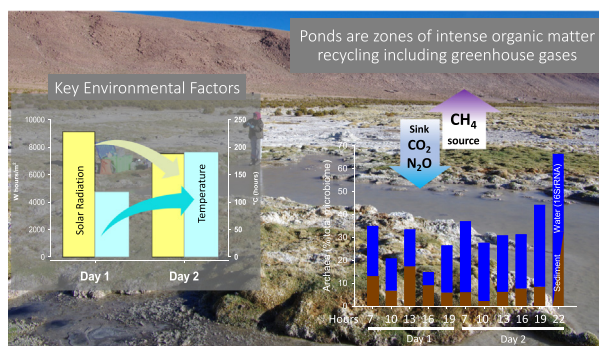 Ponds are zones of intense organic matter
recycling including greenhouse gases
Key Environmental Factors
W hours/m²
10000
8000
6000
4000
2000
0
Solar Radiation
Temperature
250
200
150
100
50
0
°C (hours)
Day 1
Day 2
Sink
CO₂
N₂O
CH₄
source
Archaea (% total microbiome)
70
60
50
40
30
20
10
0
Sediment
Water (16SrRNA)
Hours
7 10 13 16 19 7 10 13 16 19 22
Day 1
Day 2